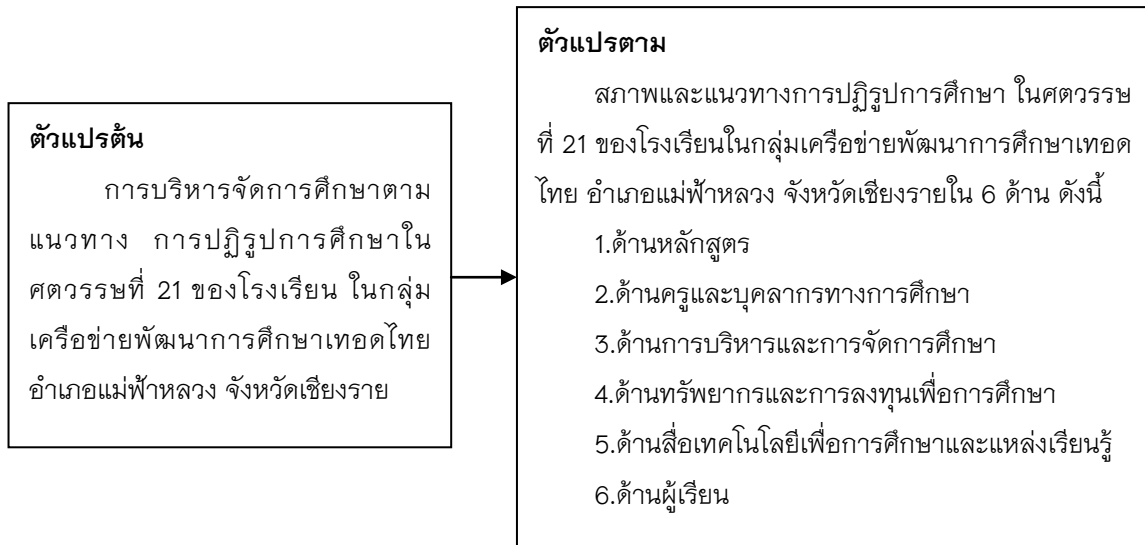 ตัวแปรต้น
การบริหารจัดการศึกษาตาม
แนวทาง การปฏิรูปการศึกษาใน
ศตวรรษที่ 21 ของโรงเรียน ในกลุ่ม
เครือข่ายพัฒนาการศึกษาเทอดไทย
อำเภอแม่ฟ้าหลวง จังหวัดเชียงราย
ตัวแปรตาม
สภาพและแนวทางการปฏิรูปการศึกษา ในศตวรรษ
ที่ 21 ของโรงเรียนในกลุ่มเครือข่ายพัฒนาการศึกษาเทอด
ไทย อำเภอแม่ฟ้าหลวง จังหวัดเชียงรายใน 6 ด้าน ดังนี้
1.ด้านหลักสูตร
2.ด้านครูและบุคลากรทางการศึกษา
3.ด้านการบริหารและการจัดการศึกษา
4.ด้านทรัพยากรและการลงทุนเพื่อการศึกษา
5.ด้านสื่อเทคโนโลยีเพื่อการศึกษาและแหล่งเรียนรู้
6.ด้านผู้เรียน